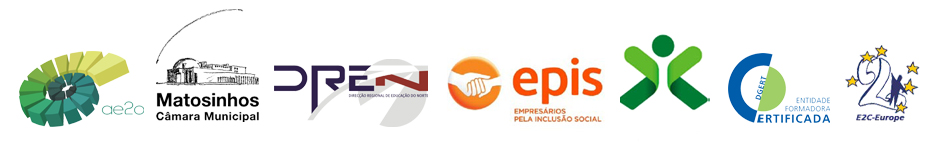 ae2o
Matosinhos
Câmara Municipal
DREN
DIRECÇÃO REGIONAL DE EDUCAÇÃO DO NORTE
epis
EMPRESÁRIOS
PELA INCLUSÃO SOCIAL
DGERT
ENTIDADE
FORMADORA
CERTIFICADA
2
E2C-Europe